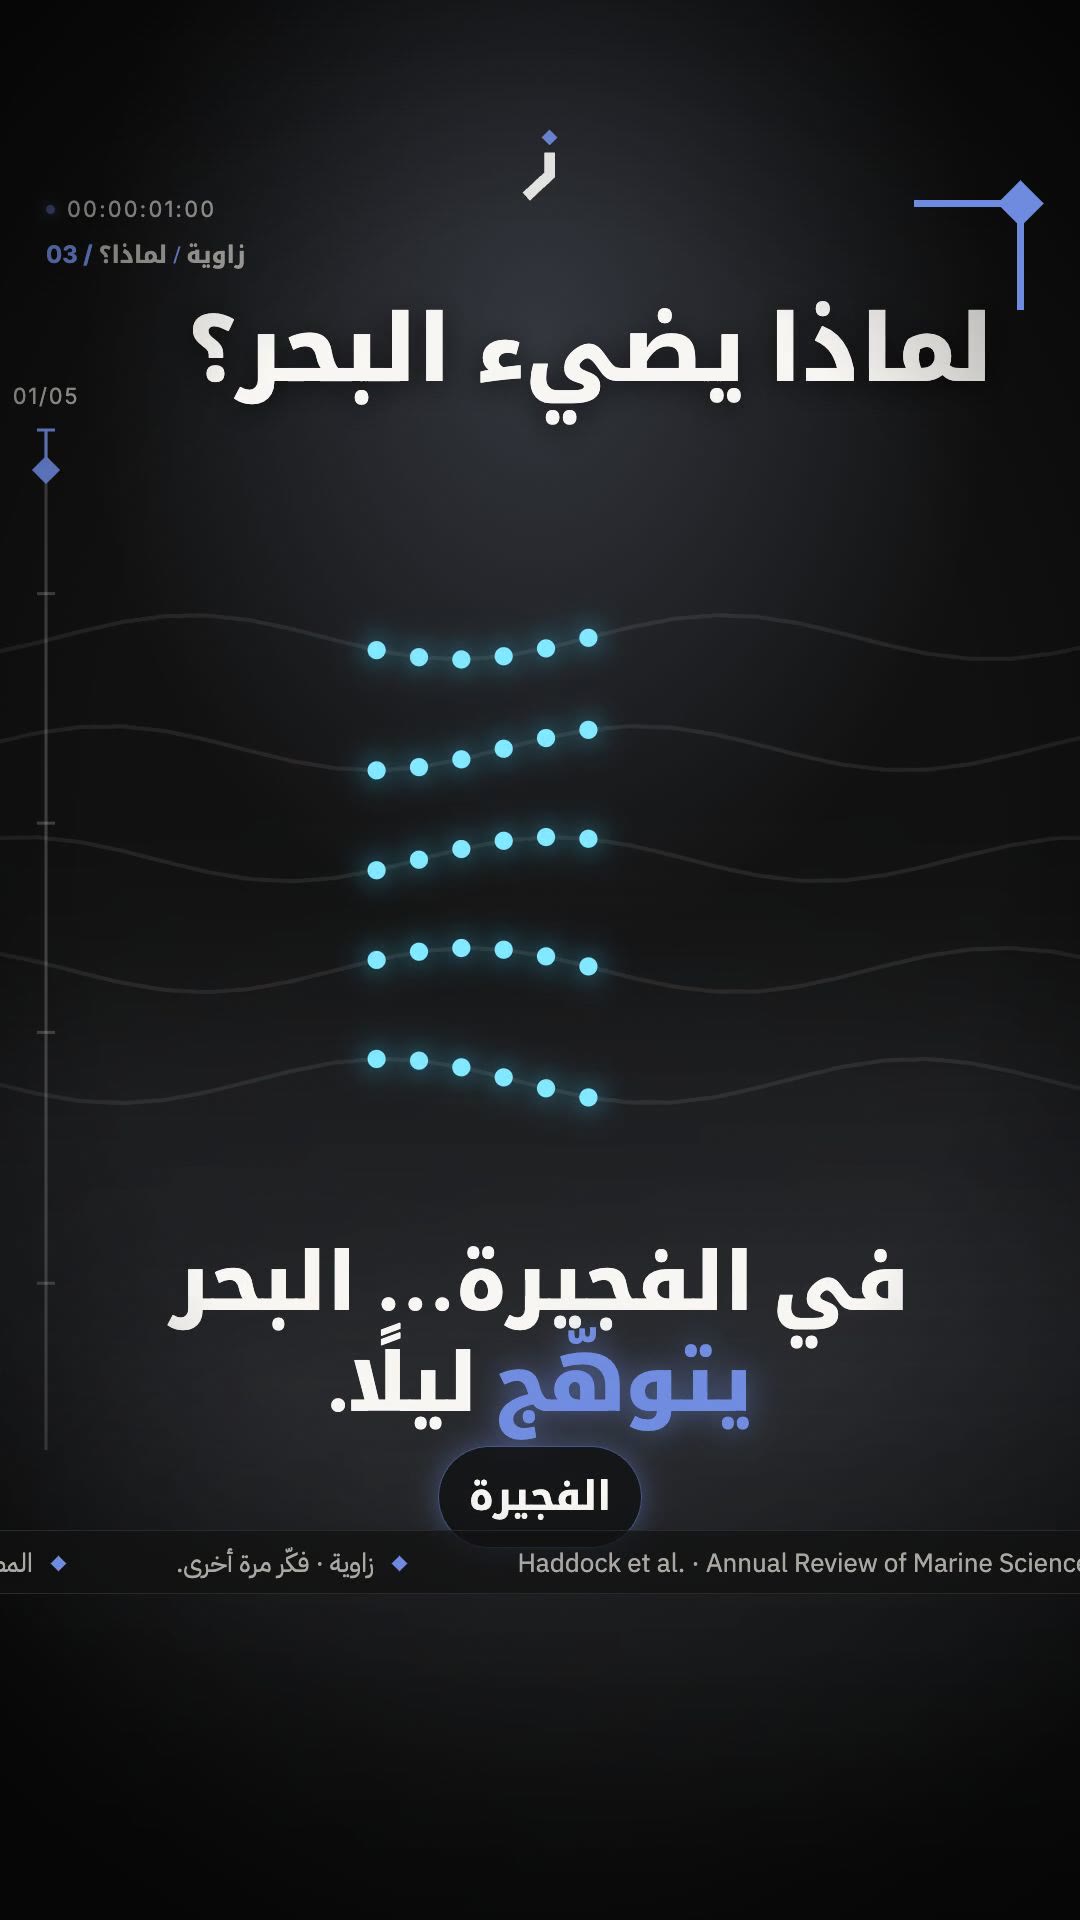 ز
00:00:01:00
زاوية / لماذا؟ / 03
لماذا يضيء البحر؟
01/05
في الفجيرة... البحر
يتوهّج ليلًا.
الفجيرة
Haddock et al. · Annual Review of Marine Science
زاوية · فكّر مرة أخرى.